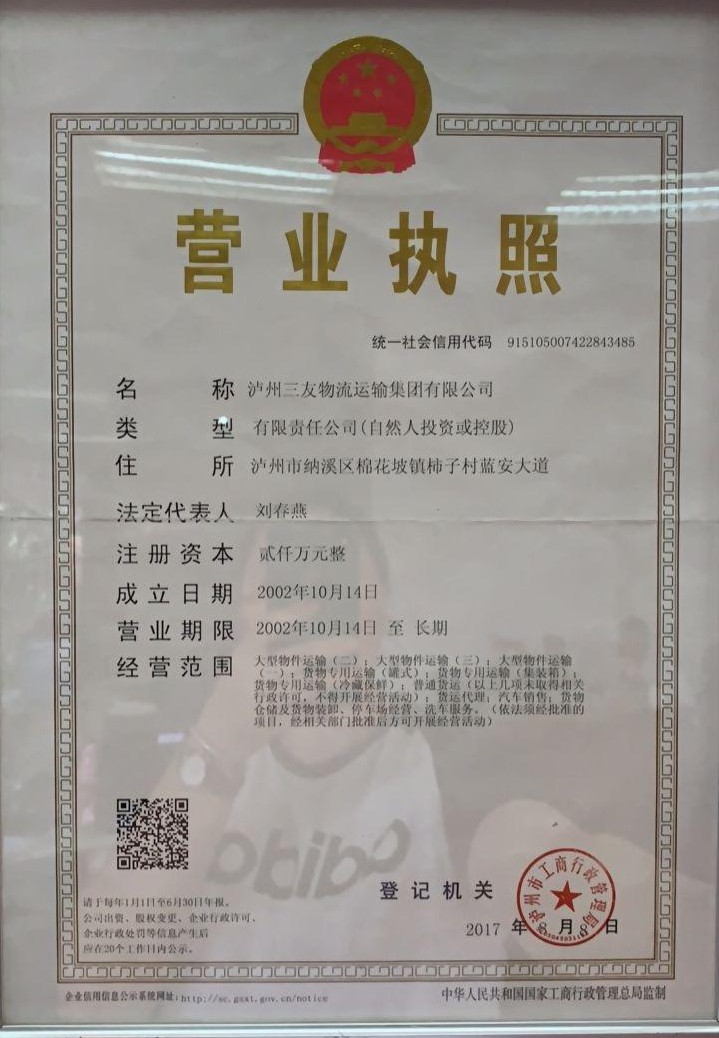 营业执照
统一社会信用代码 915105007422843485
名称 泸州三友物流运输集团有限公司
类型 有限责任公司(自然人投资或控股)
住所 泸州市纳溪区棉花坡镇柿子村蓝安大道
法定代表人 刘春燕
注册资本 贰仟万元整
成立日期 2002年10月14日
营业期限 2002年10月14日 至 长期
经营范围 大型物件运输（二）；大型物件运输（三）；大型物件运输
（一）；货物专用运输（罐式）；货物专用运输（集装箱）；
货物专用运输（冷藏保鲜）；普通货运（以上几项未取得相关
行政许可，不得开展经营活动）；货运代理；汽车销售；货物
仓储及货物装卸、停车场经营、洗车服务。（依法须经批准的
项目，经相关部门批准后方可开展经营活动）
请于每年1月1日至6月30日年报。
公司出资、股权变更、企业行政许可、
企业行政处罚等信息产生后
应在20个工作日内公示。
登记机关
泸州市工商行政管理局
2017 年 月 8 日
企业信用信息公示系统网址：http://sc.gsxt.gov.cn/notice
中华人民共和国国家工商行政管理总局监制